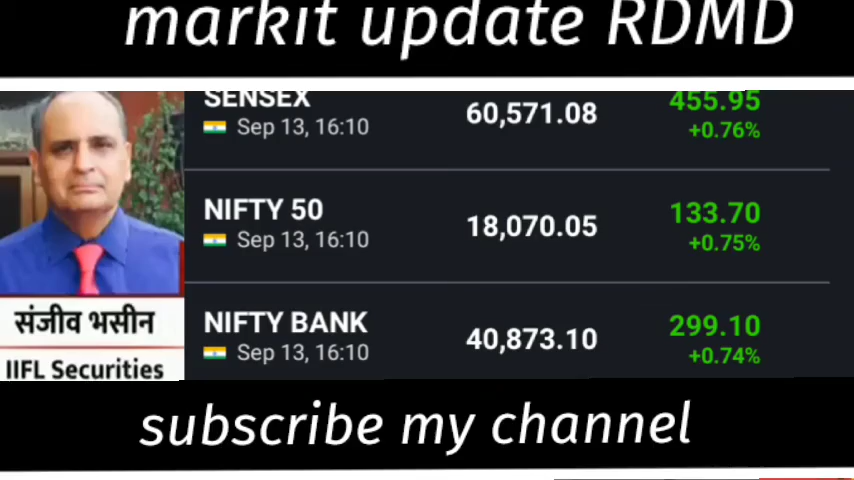 markit update RDMD
SENSEX
60,571.08
455.95
Sep 13, 16:10
+0.76%
NIFTY 50
18,070.05
133.70
Sep 13, 16:10
+0.75%
NIFTY BANK
40,873.10
299.10
Sep 13, 16:10
+0.74%
संजीव भसीन
IIFL Securities
subscribe my channel